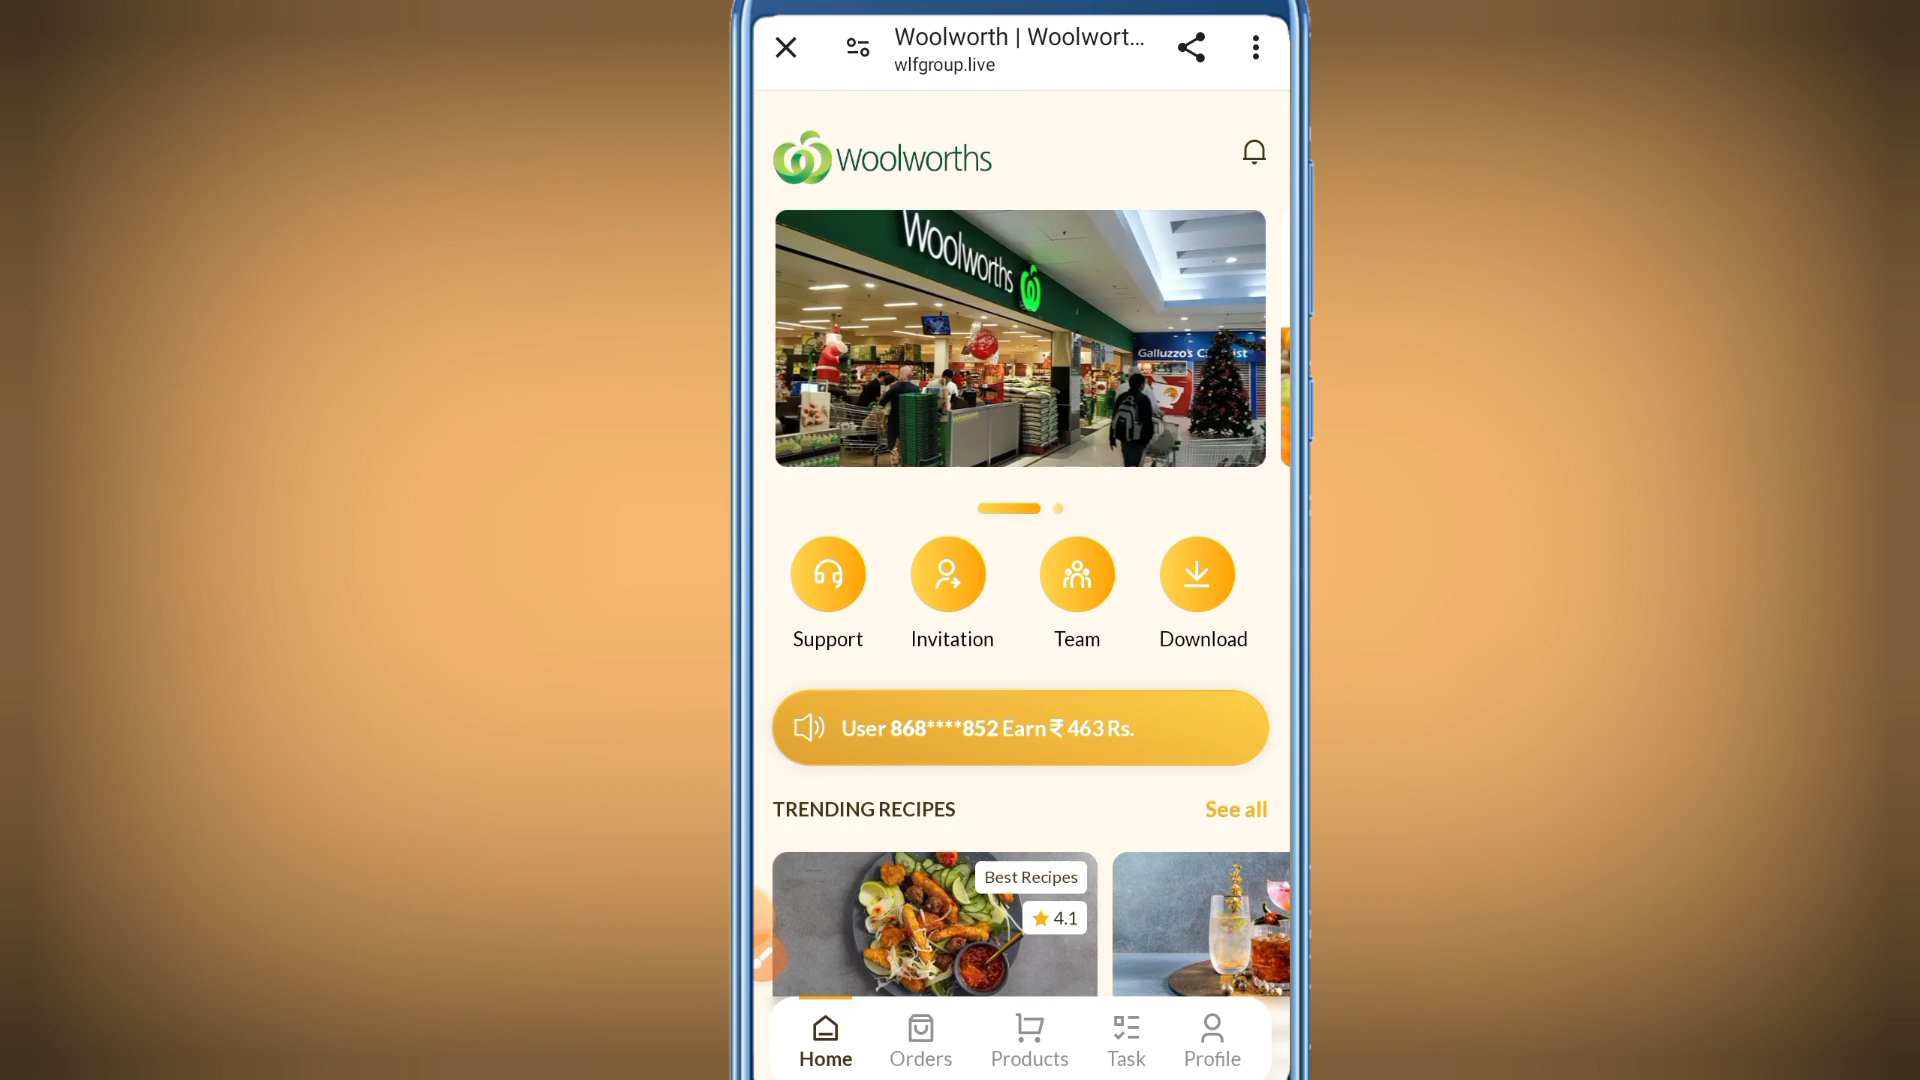 Woolworth | Woolwort...
wlfgroup.live
Woolworths
Woolworths
Galluzzo's
Support
Invitation
Team
Download
User 868****852 Earn ₹ 463 Rs.
TRENDING RECIPES
See all
Best Recipes
4.1
Home
Orders
Products
Task
Profile